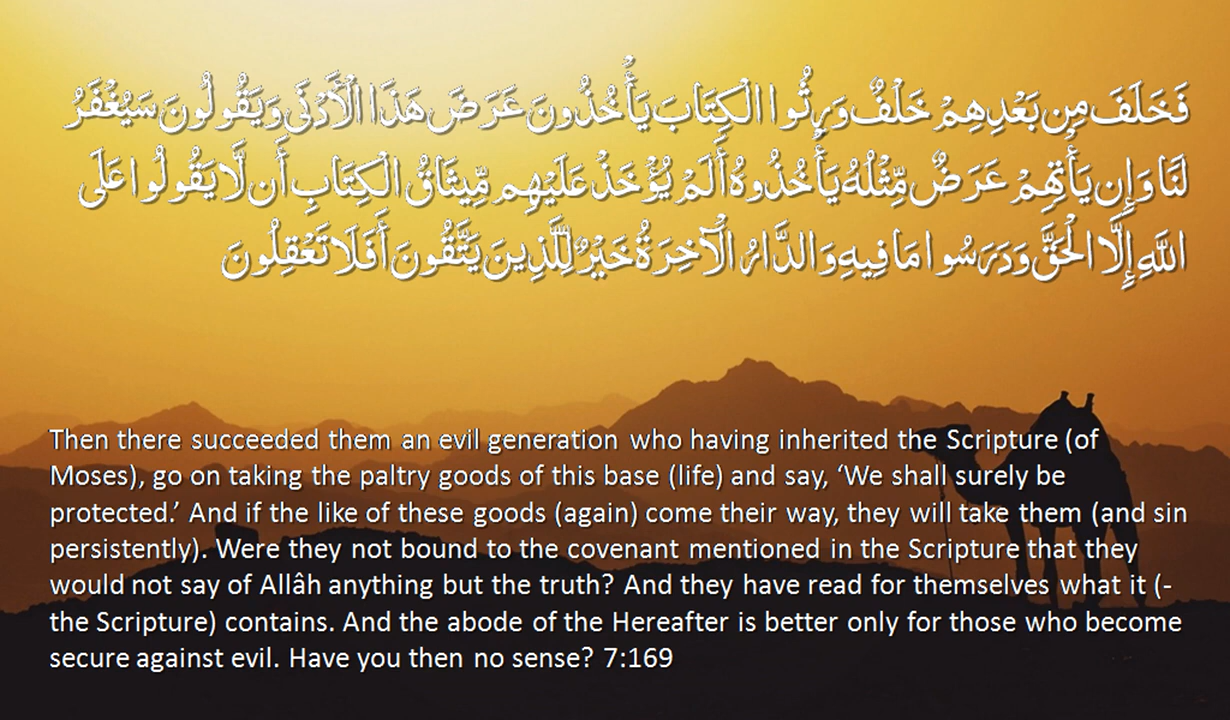 فَخَلَفَ مِن بَعْدِهِمْ خَلْفٌ وَرِثُوا الْكِتَابَ يَأْخُذُونَ عَرَضَ هَذَا الْأَدْنَى وَيَقُولُونَ سَيُغْفَرُ
لَنَا وَإِن يَأْتِهِمْ عَرَضٌ مِّثْلُهُ يَأْخُذُوهُ أَلَمْ يُؤْخَذْ عَلَيْهِم مِّيثَاقُ الْكِتَابِ أَن لَّا يَقُولُوا عَلَى
اللَّهِ إِلَّا الْحَقَّ وَدَرَسُوا مَا فِيهِ وَالدَّارُ الْآخِرَةُ خَيْرٌ لِّلَّذِينَ يَتَّقُونَ أَفَلَا تَعْقِلُونَ
Then there succeeded them an evil generation who having inherited the Scripture (of
Moses), go on taking the paltry goods of this base (life) and say, ‘We shall surely be
protected.’ And if the like of these goods (again) come their way, they will take them (and sin
persistently). Were they not bound to the covenant mentioned in the Scripture that they
would not say of Allâh anything but the truth? And they have read for themselves what it (-
the Scripture) contains. And the abode of the Hereafter is better only for those who become
secure against evil. Have you then no sense? 7:169